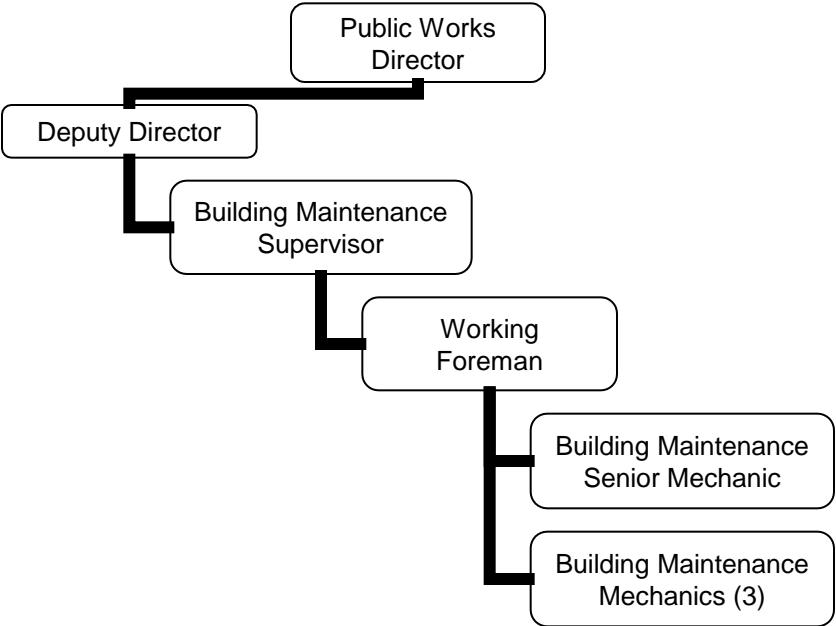 Public Works
Director
Deputy Director
Building Maintenance
Supervisor
Working
Foreman
Building Maintenance
Senior Mechanic
Building Maintenance
Mechanics (3)